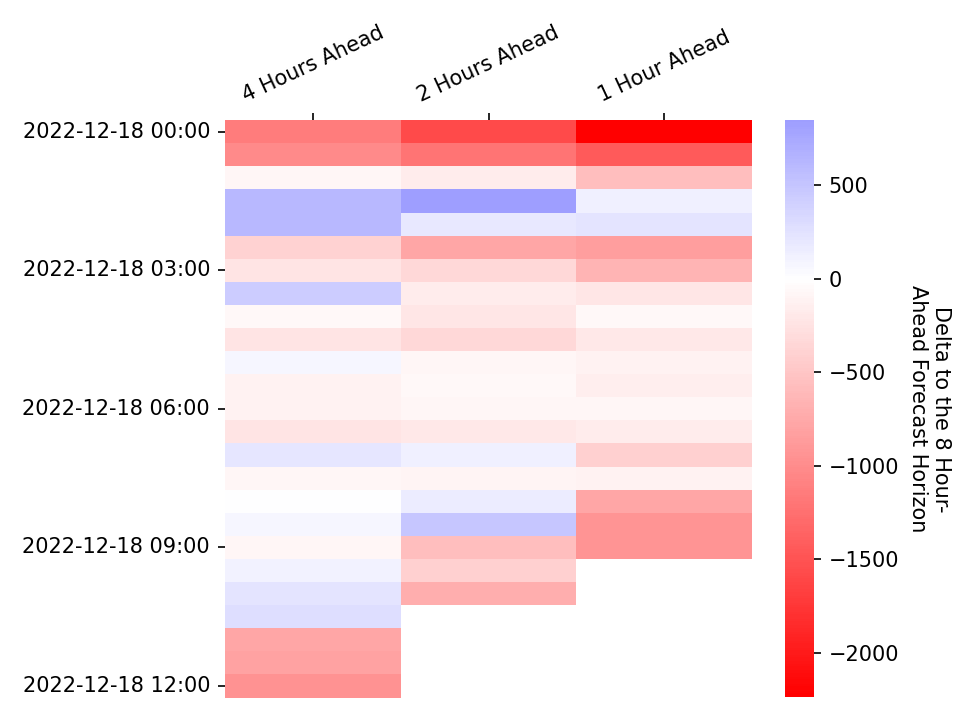 4 Hours Ahead
2 Hours Ahead
1 Hour Ahead
2022-12-18 00:00
2022-12-18 03:00
2022-12-18 06:00
2022-12-18 09:00
2022-12-18 12:00
500
0
−500
−1000
−1500
−2000
Delta to the 8 Hour-
Ahead Forecast Horizon